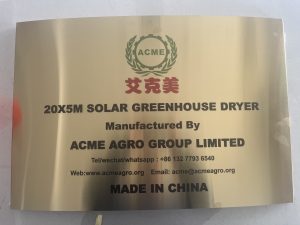 ACME
艾克美
20X5M SOLAR GREENHOUSE DRYER
Manufactured By
ACME AGRO GROUP LIMITED
Tel/wechat/whatsapp : +86 132 7793 6540
Web:www.acmeagro.org Email: acme@acmeagro.org
MADE IN CHINA